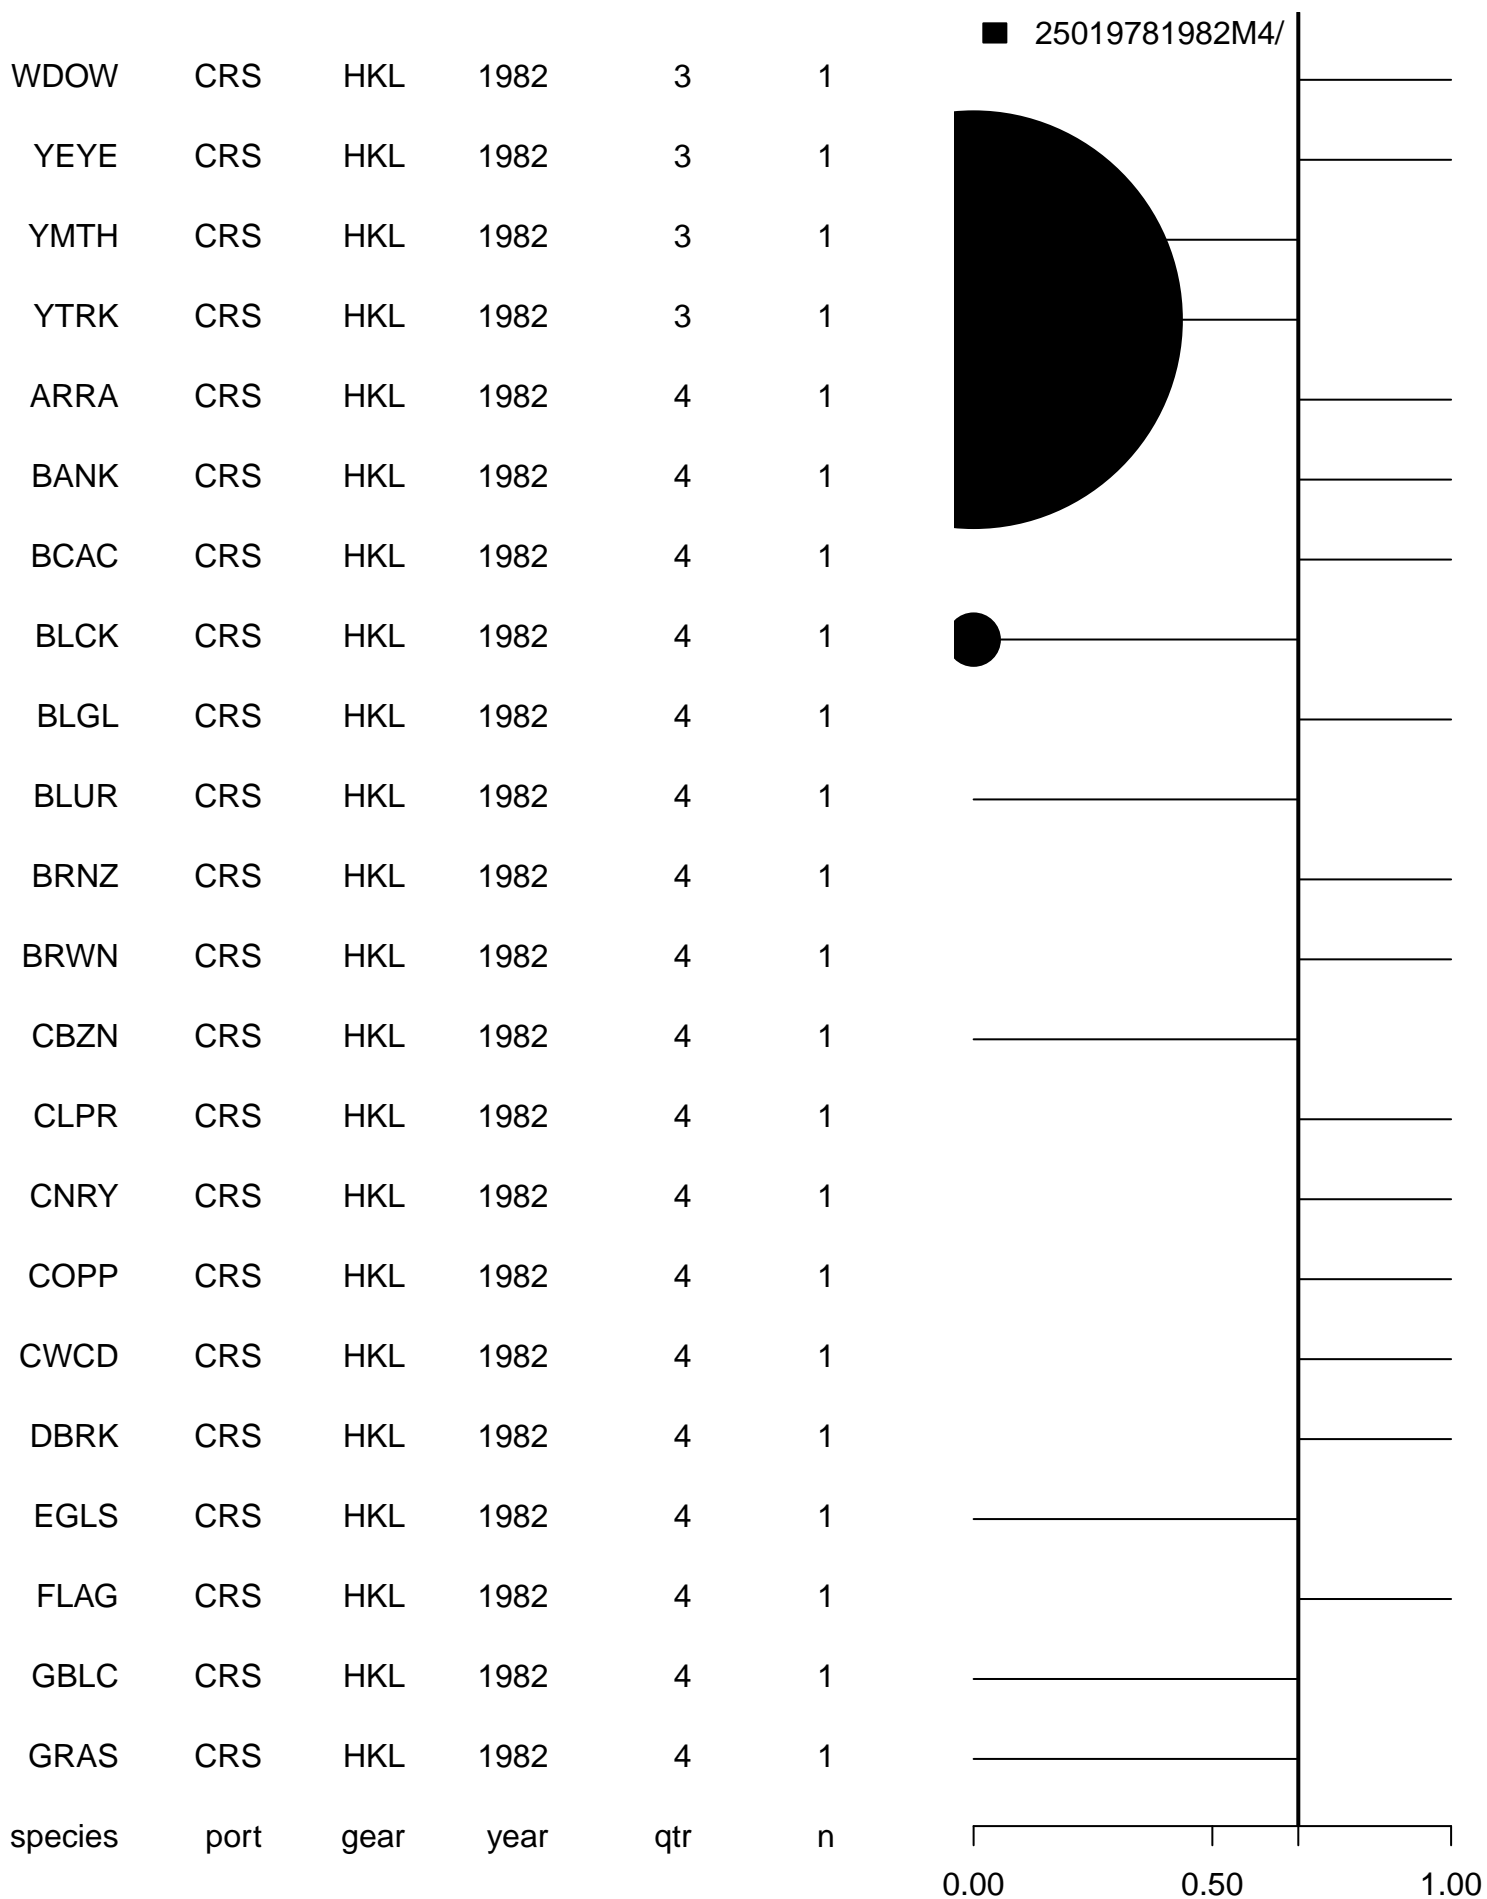 25019781982M4/
WDOW CRS HKL 1982 3 1
YEYE CRS HKL 1982 3 1
YMTH CRS HKL 1982 3 1
YTRK CRS HKL 1982 3 1
ARRA CRS HKL 1982 4 1
BANK CRS HKL 1982 4 1
BCAC CRS HKL 1982 4 1
BLCK CRS HKL 1982 4 1
BLGL CRS HKL 1982 4 1
BLUR CRS HKL 1982 4 1
BRNZ CRS HKL 1982 4 1
BRWN CRS HKL 1982 4 1
CBZN CRS HKL 1982 4 1
CLPR CRS HKL 1982 4 1
CNRY CRS HKL 1982 4 1
COPP CRS HKL 1982 4 1
CWCD CRS HKL 1982 4 1
DBRK CRS HKL 1982 4 1
EGLS CRS HKL 1982 4 1
FLAG CRS HKL 1982 4 1
GBLC CRS HKL 1982 4 1
GRAS CRS HKL 1982 4 1
species port gear year qtr n
0.00 0.50 1.00